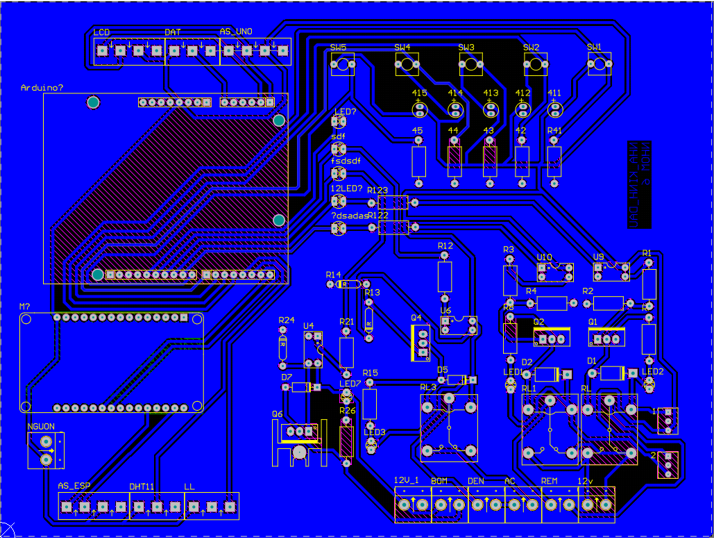 LCD DAT AS_UNO
SW5 SW4 SW3 SW2 SW1
Arduino?
415 414 413 412 411
LED?
sdf
45 44 43 42 R41
fsdsdf
12LED? R123
?dsadas R122
R12 R3 U10 U9 R1
R14
R13 R4 R2
M?
R24 U4 R21 Q4 U6 Q2 Q1
D7 R15 D5 LED1 D2 D1 LED2
LED7 RL3 RL1 RL
Q6 R26 LED3
NGUON
1
2
AS_ESP DHT11 LL
12V_1 BOM DEN AC REM 12v